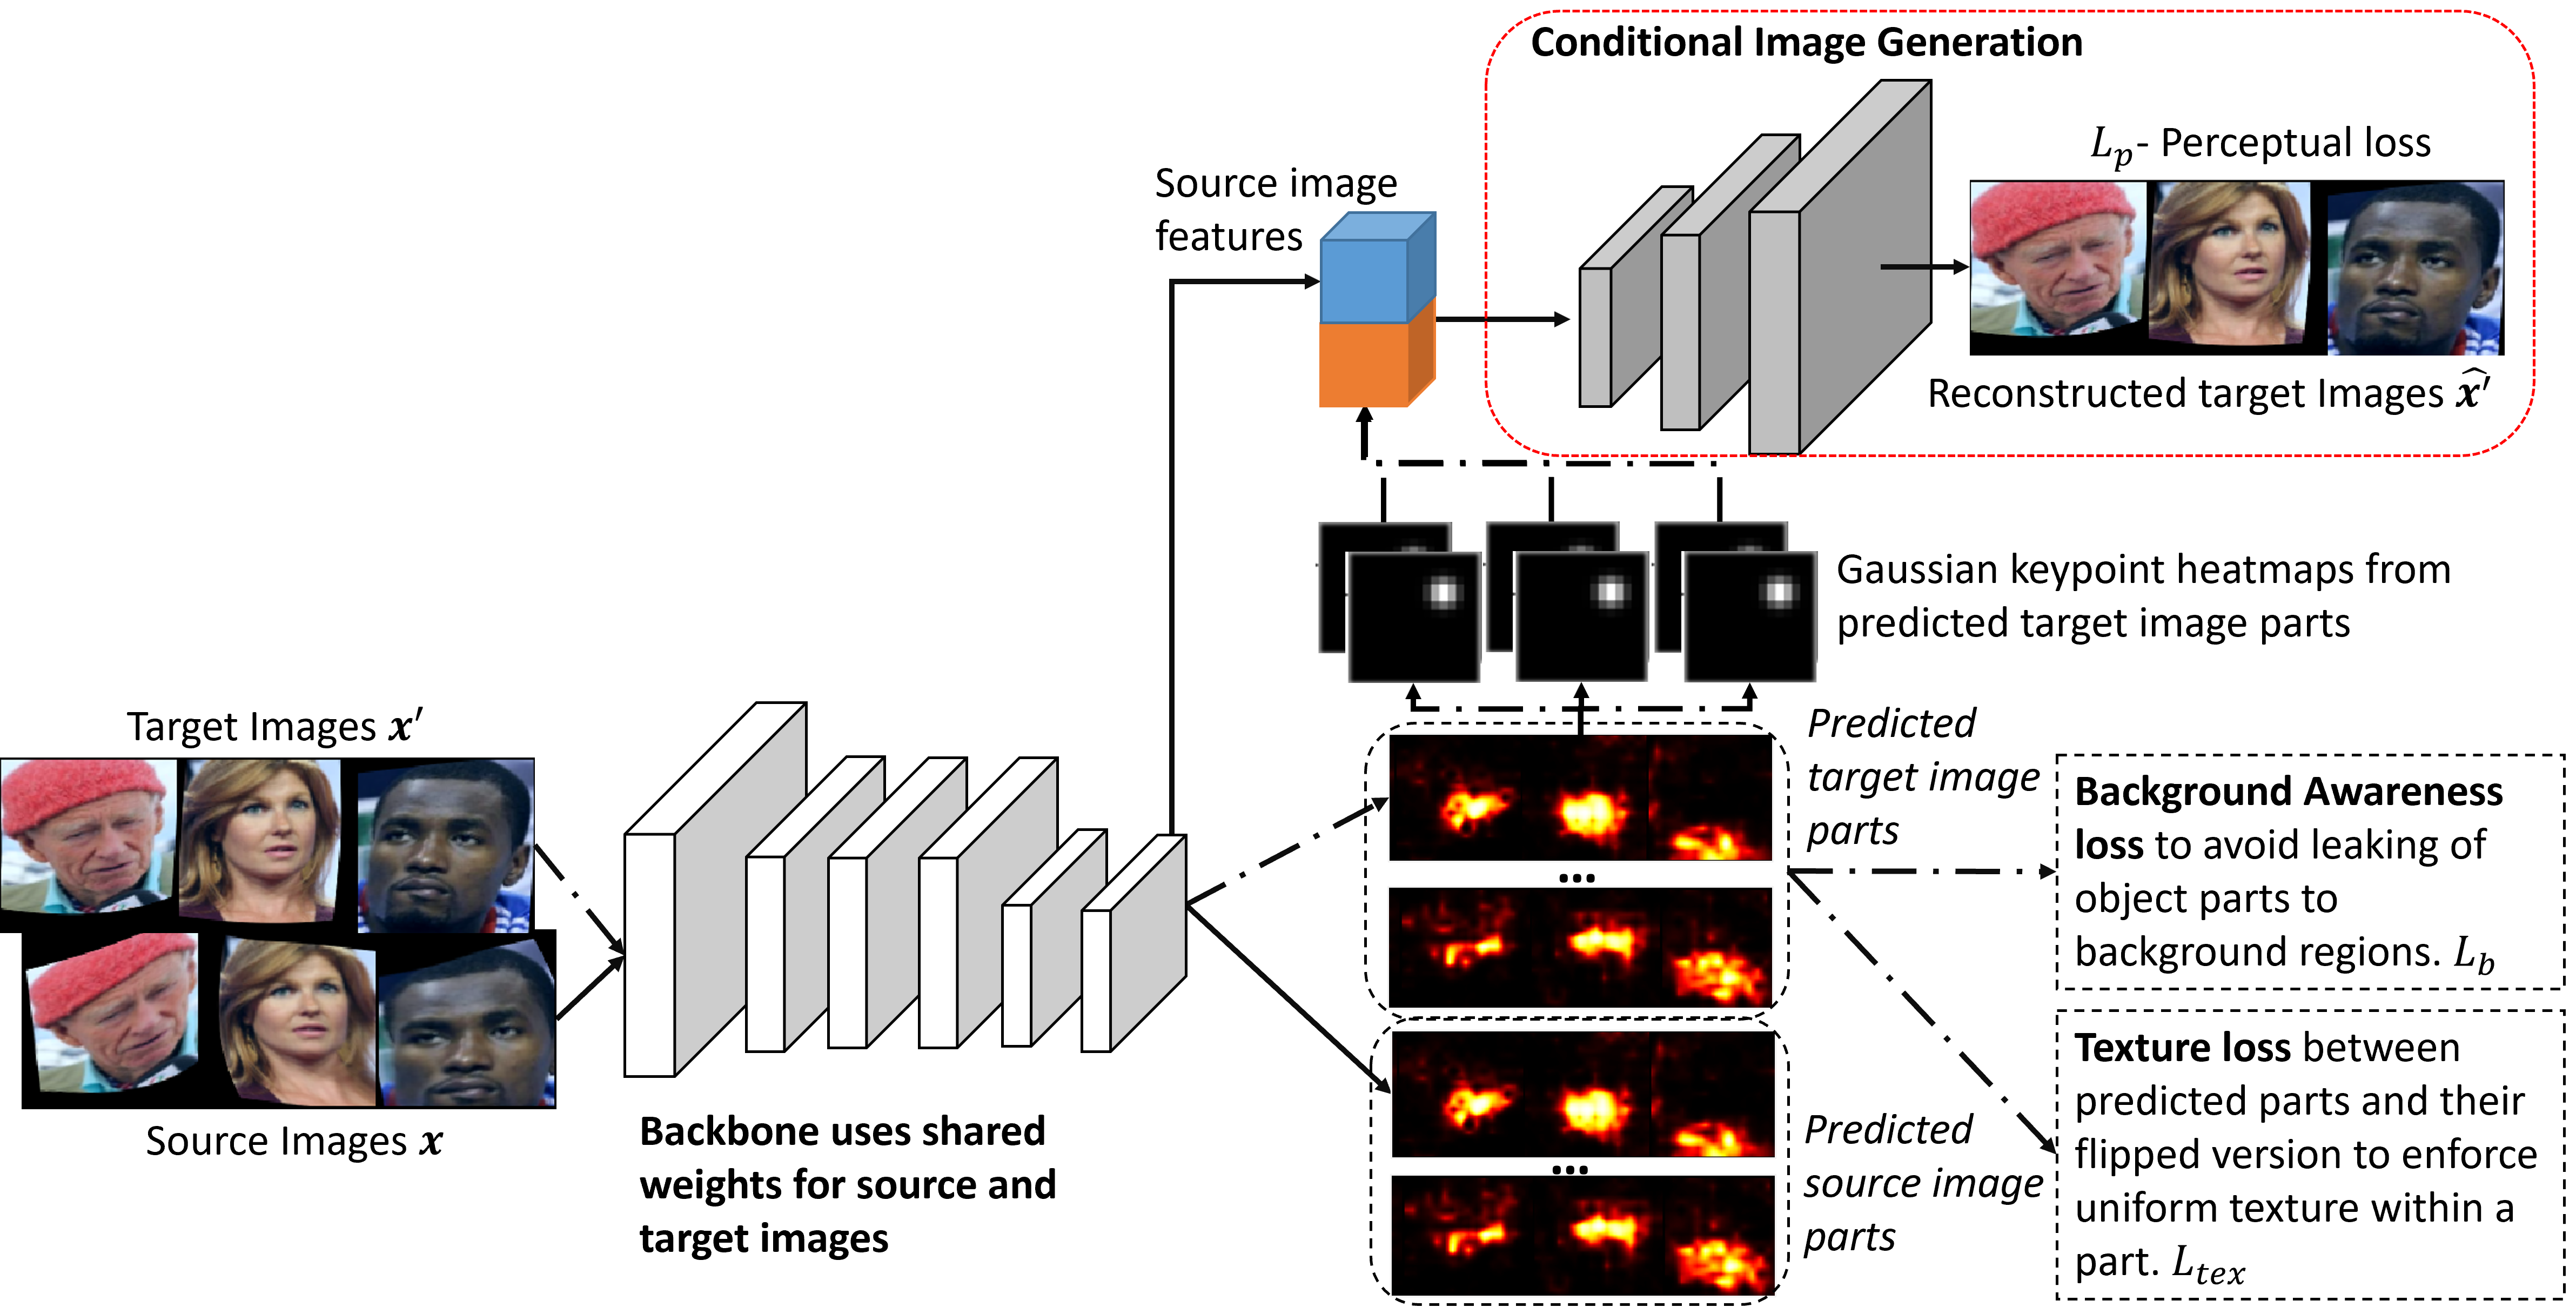 Conditional Image Generation
L_p- Perceptual loss
Source image
features
Reconstructed target Images x̂′
Gaussian keypoint heatmaps from
predicted target image parts
Target Images x′
Source Images x
Backbone uses shared
weights for source and
target images
Predicted
target image
parts
...
Predicted
source image
parts
...
Background Awareness
loss to avoid leaking of
object parts to
background regions. L_b
Texture loss between
predicted parts and their
flipped version to enforce
uniform texture within a
part. L_tex